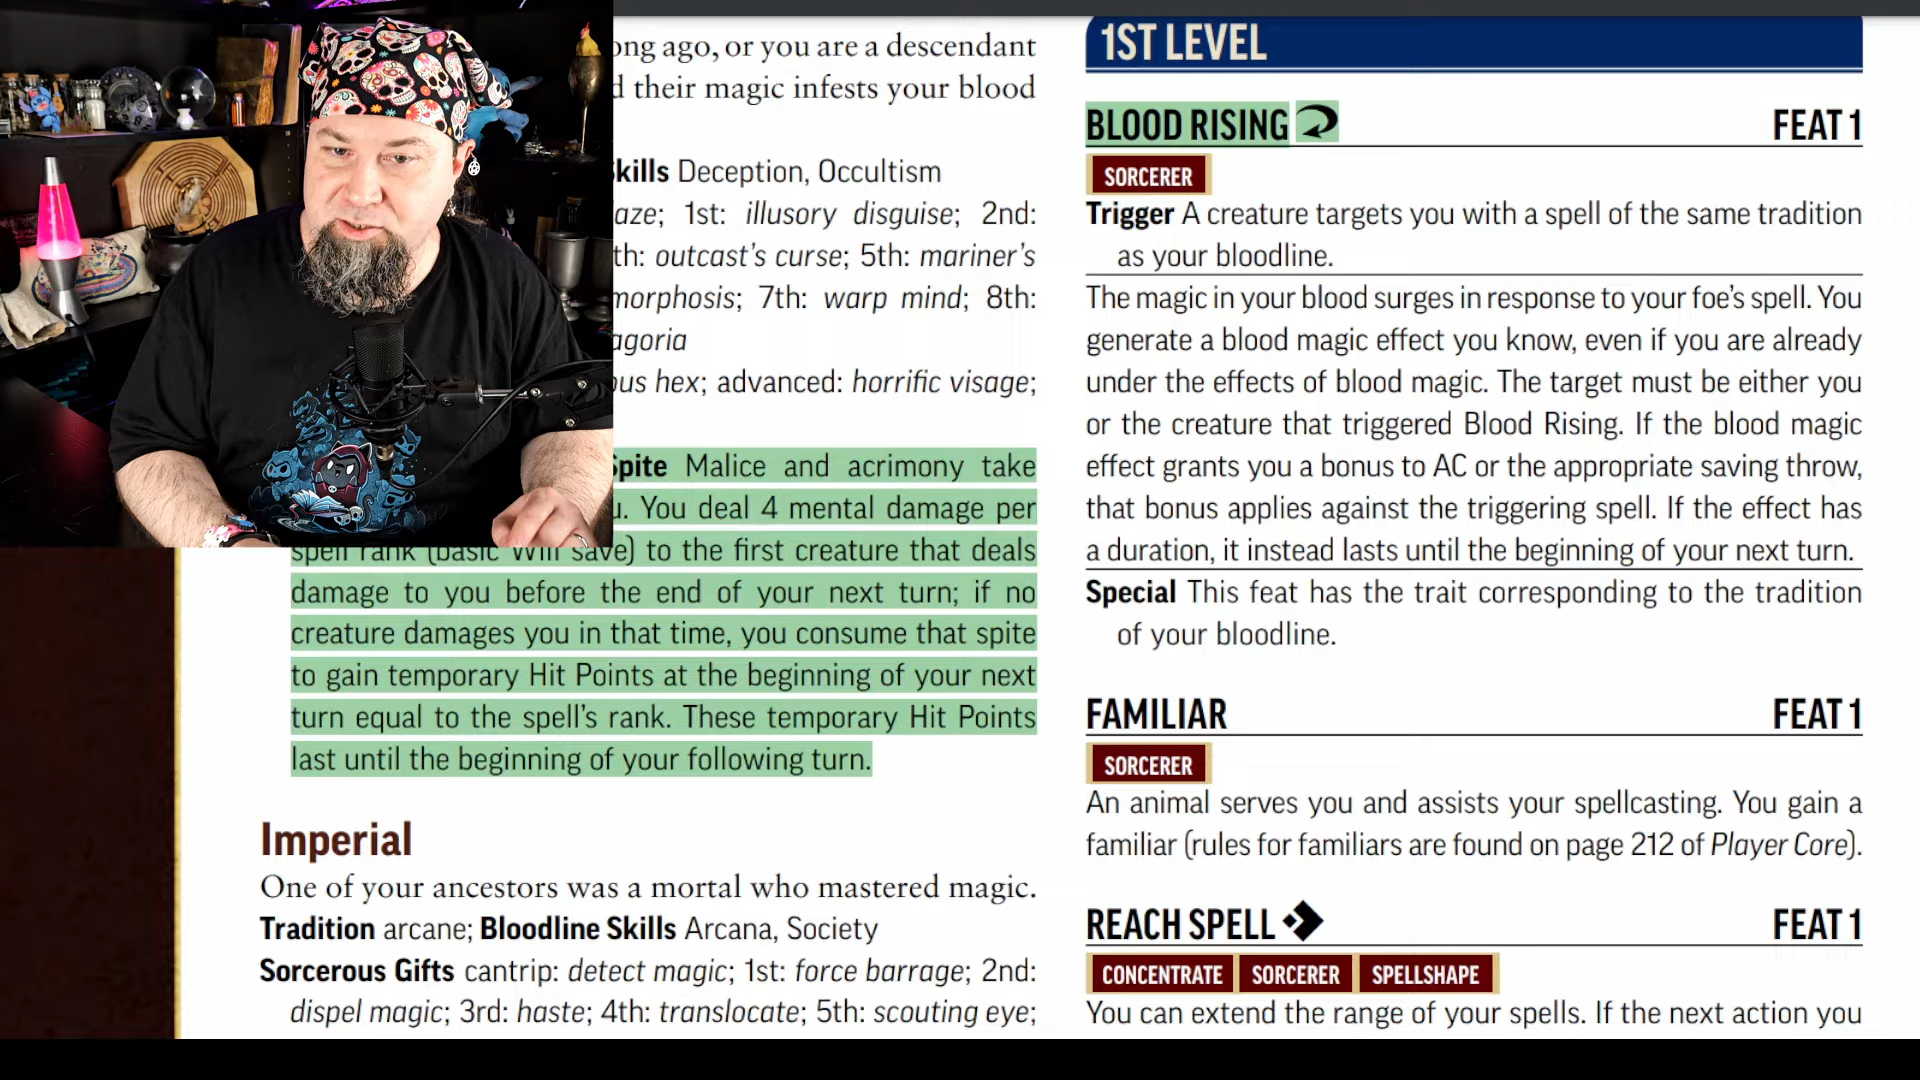 ong ago, or you are a descendant
d their magic infests your blood
kills Deception, Occultism
aze; 1st: illusory disguise; 2nd:
th: outcast's curse; 5th: mariner's
morphosis; 7th: warp mind; 8th:
agoria
ous hex; advanced: horrific visage;
Spite Malice and acrimony take
u. You deal 4 mental damage per
spell rank (basic Will save) to the first creature that deals
damage to you before the end of your next turn; if no
creature damages you in that time, you consume that spite
to gain temporary Hit Points at the beginning of your next
turn equal to the spell's rank. These temporary Hit Points
last until the beginning of your following turn.
Imperial
One of your ancestors was a mortal who mastered magic.
Tradition arcane; Bloodline Skills Arcana, Society
Sorcerous Gifts cantrip: detect magic; 1st: force barrage; 2nd:
dispel magic; 3rd: haste; 4th: translocate; 5th: scouting eye;
1ST LEVEL
BLOOD RISING FEAT 1
SORCERER
Trigger A creature targets you with a spell of the same tradition
as your bloodline.
The magic in your blood surges in response to your foe's spell. You
generate a blood magic effect you know, even if you are already
under the effects of blood magic. The target must be either you
or the creature that triggered Blood Rising. If the blood magic
effect grants you a bonus to AC or the appropriate saving throw,
that bonus applies against the triggering spell. If the effect has
a duration, it instead lasts until the beginning of your next turn.
Special This feat has the trait corresponding to the tradition
of your bloodline.
FAMILIAR FEAT 1
SORCERER
An animal serves you and assists your spellcasting. You gain a
familiar (rules for familiars are found on page 212 of Player Core).
REACH SPELL FEAT 1
CONCENTRATE SORCERER SPELLSHAPE
You can extend the range of your spells. If the next action you